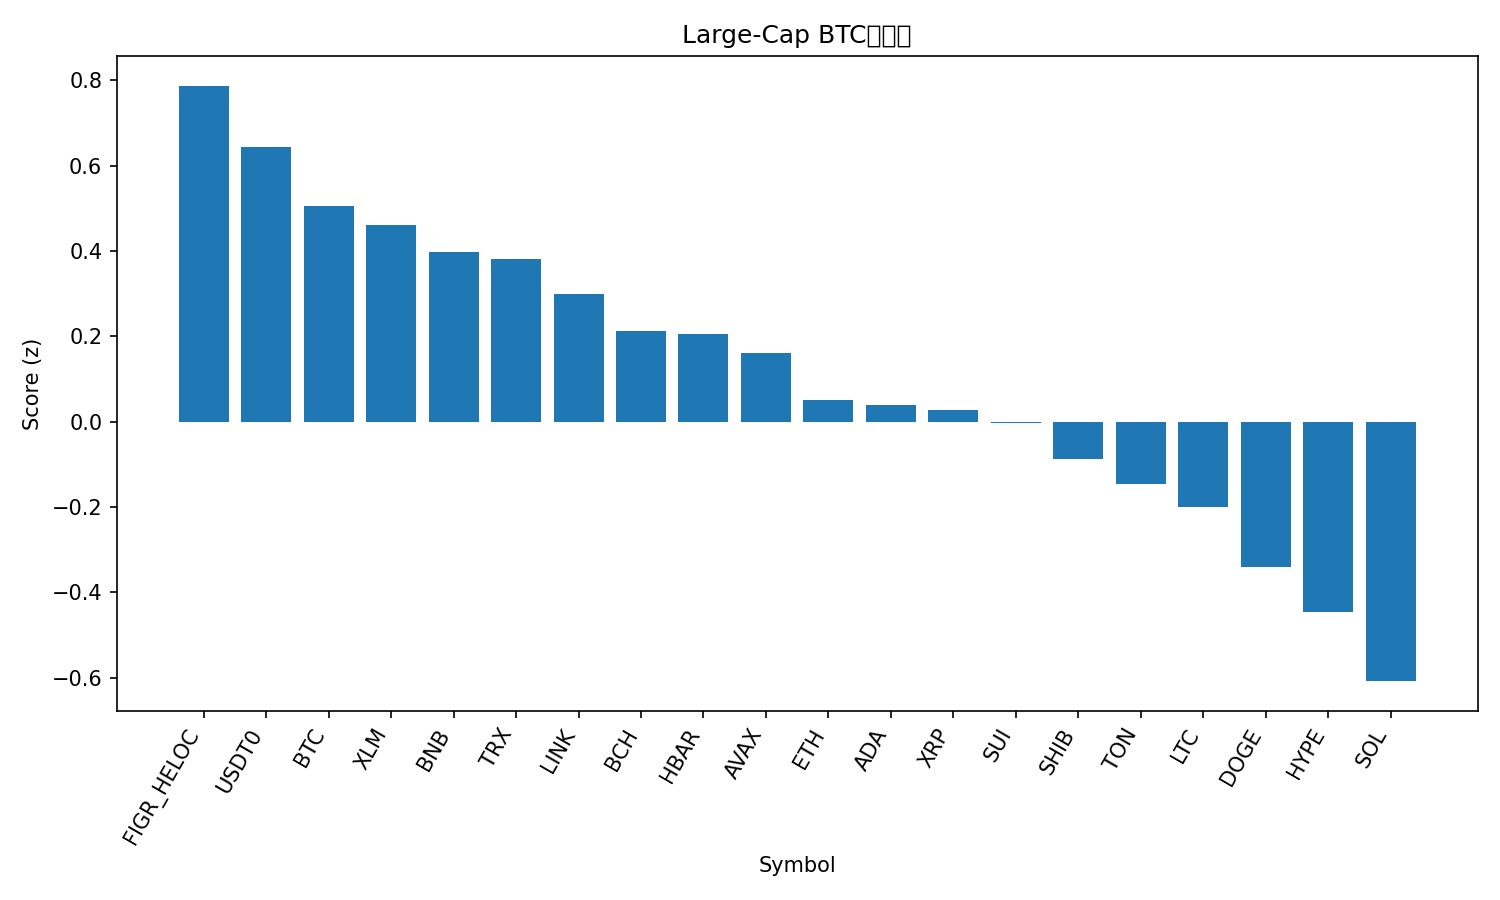 Large-Cap BTC
0.8
0.6
0.4
0.2
0.0
−0.2
−0.4
−0.6
Score (z)
FIGR_HELOC
USDT0
BTC
XLM
BNB
TRX
LINK
BCH
HBAR
AVAX
ETH
ADA
XRP
SUI
SHIB
TON
LTC
DOGE
HYPE
SOL
Symbol